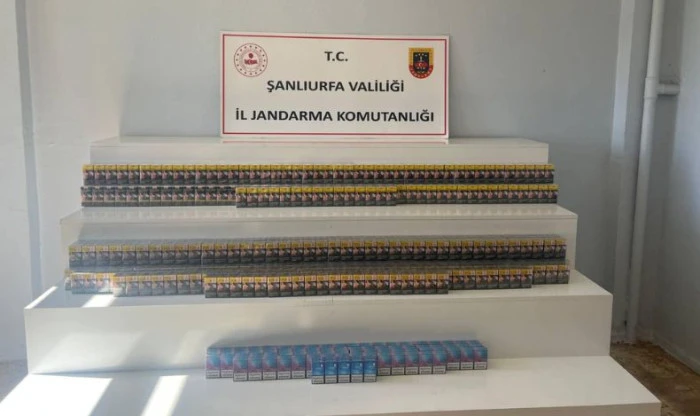 T.C.
ŞANLIURFA VALİLİĞİ
İL JANDARMA KOMUTANLIĞI